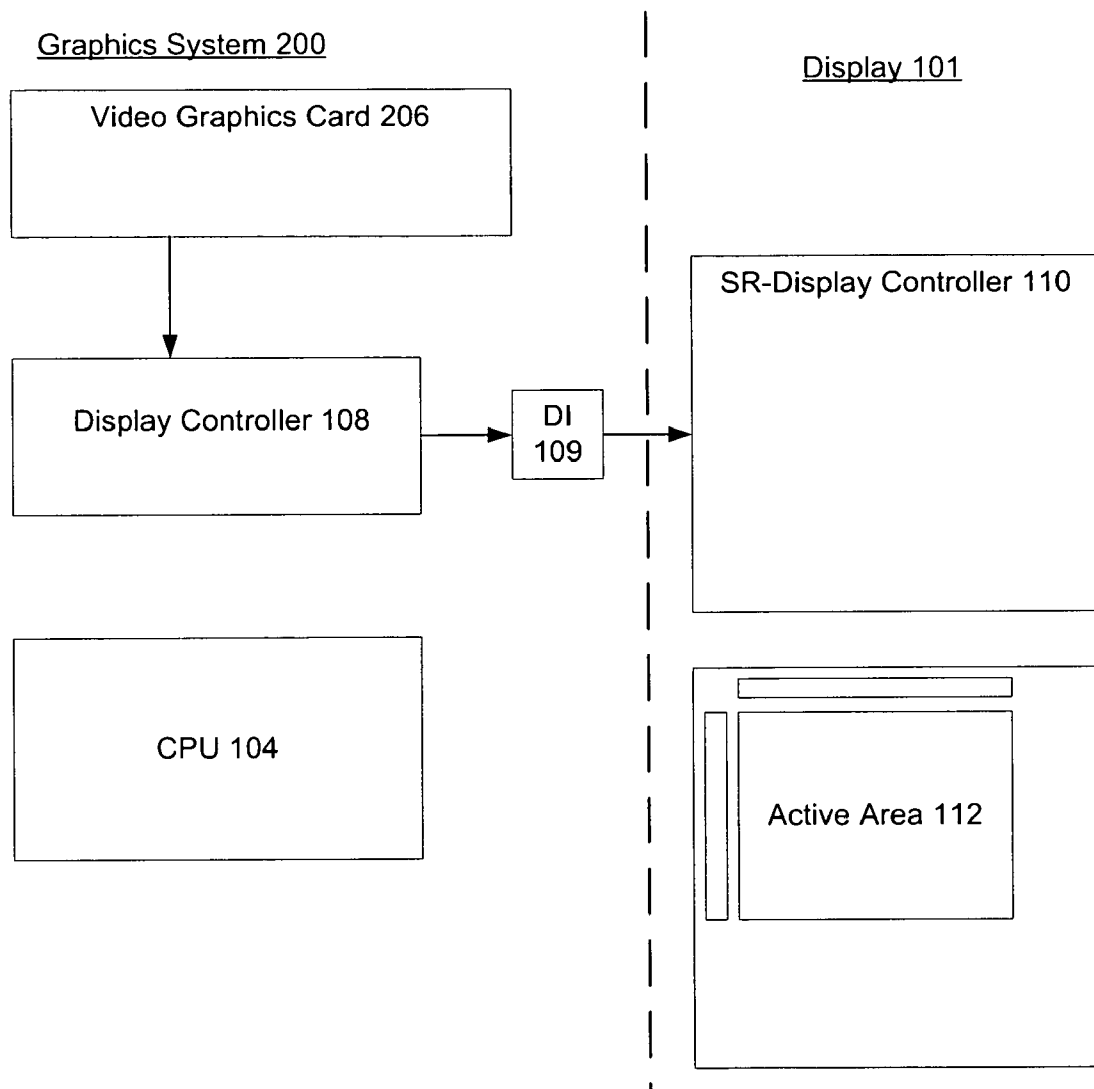 Graphics System 200
Display 101
Video Graphics Card 206
SR-Display Controller 110
Display Controller 108
DI
109
CPU 104
Active Area 112